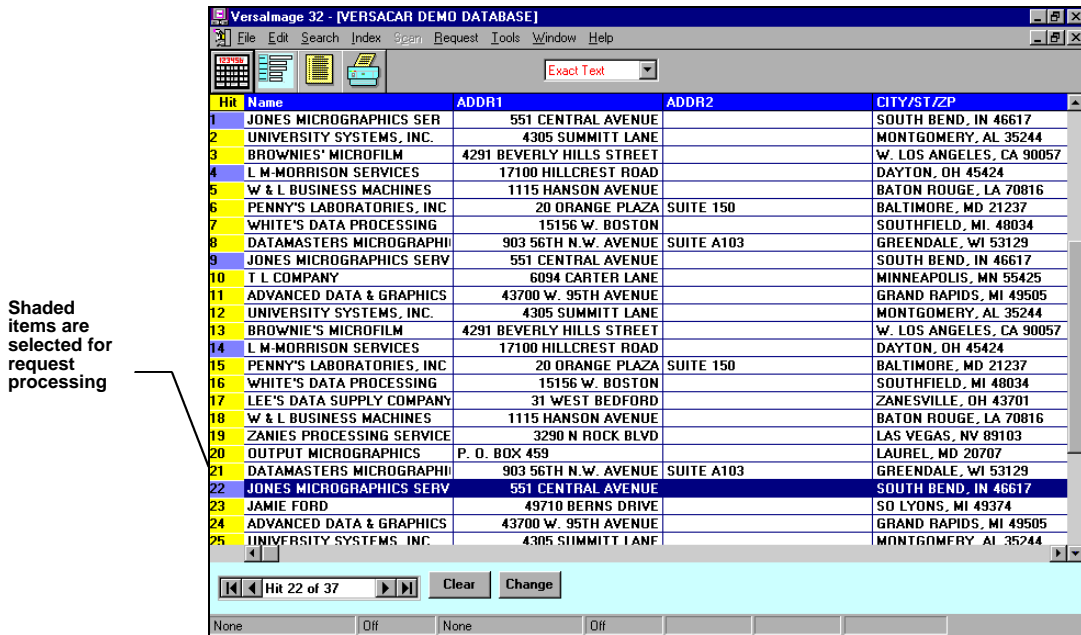 VersaImage 32 - [VERSACAR DEMO DATABASE]
File Edit Search Index Scan Request Tools Window Help
123456
Exact Text
Hit Name ADDR1 ADDR2 CITY/ST/ZP
1 JONES MICROGRAPHICS SER 551 CENTRAL AVENUE SOUTH BEND, IN 46617
2 UNIVERSITY SYSTEMS, INC. 4305 SUMMITT LANE MONTGOMERY, AL 35244
3 BROWNIES' MICROFILM 4291 BEVERLY HILLS STREET W. LOS ANGELES, CA 90057
4 L M-MORRISON SERVICES 17100 HILLCREST ROAD DAYTON, OH 45424
5 W & L BUSINESS MACHINES 1115 HANSON AVENUE BATON ROUGE, LA 70816
6 PENNY'S LABORATORIES, INC 20 ORANGE PLAZA SUITE 150 BALTIMORE, MD 21237
7 WHITE'S DATA PROCESSING 15156 W. BOSTON SOUTHFIELD, MI. 48034
8 DATAMASTERS MICROGRAPHI 903 56TH N.W. AVENUE SUITE A103 GREENDALE, WI 53129
9 JONES MICROGRAPHICS SERV 551 CENTRAL AVENUE SOUTH BEND, IN 46617
10 T L COMPANY 6094 CARTER LANE MINNEAPOLIS, MN 55425
11 ADVANCED DATA & GRAPHICS 43700 W. 95TH AVENUE GRAND RAPIDS, MI 49505
12 UNIVERSITY SYSTEMS, INC. 4305 SUMMITT LANE MONTGOMERY, AL 35244
13 BROWNIE'S MICROFILM 4291 BEVERLY HILLS STREET W. LOS ANGELES, CA 90057
14 L M-MORRISON SERVICES 17100 HILLCREST ROAD DAYTON, OH 45424
15 PENNY'S LABORATORIES, INC 20 ORANGE PLAZA SUITE 150 BALTIMORE, MD 21237
16 WHITE'S DATA PROCESSING 15156 W. BOSTON SOUTHFIELD, MI 48034
17 LEE'S DATA SUPPLY COMPANY 31 WEST BEDFORD ZANESVILLE, OH 43701
18 W & L BUSINESS MACHINES 1115 HANSON AVENUE BATON ROUGE, LA 70816
19 ZANIES PROCESSING SERVICE 3290 N ROCK BLVD LAS VEGAS, NV 89103
20 OUTPUT MICROGRAPHICS P. O. BOX 459 LAUREL, MD 20707
21 DATAMASTERS MICROGRAPHI 903 56TH N.W. AVENUE SUITE A103 GREENDALE, WI 53129
22 JONES MICROGRAPHICS SERV 551 CENTRAL AVENUE SOUTH BEND, IN 46617
23 JAMIE FORD 49710 BERNS DRIVE SO LYONS, MI 49374
24 ADVANCED DATA & GRAPHICS 43700 W. 95TH AVENUE GRAND RAPIDS, MI 49505
25 UNIVERSITY SYSTEMS, INC. 4305 SUMMITT LANE MONTGOMERY, AL 35244
Shaded
items are
selected for
request
processing
Hit 22 of 37 Clear Change
None Off None Off